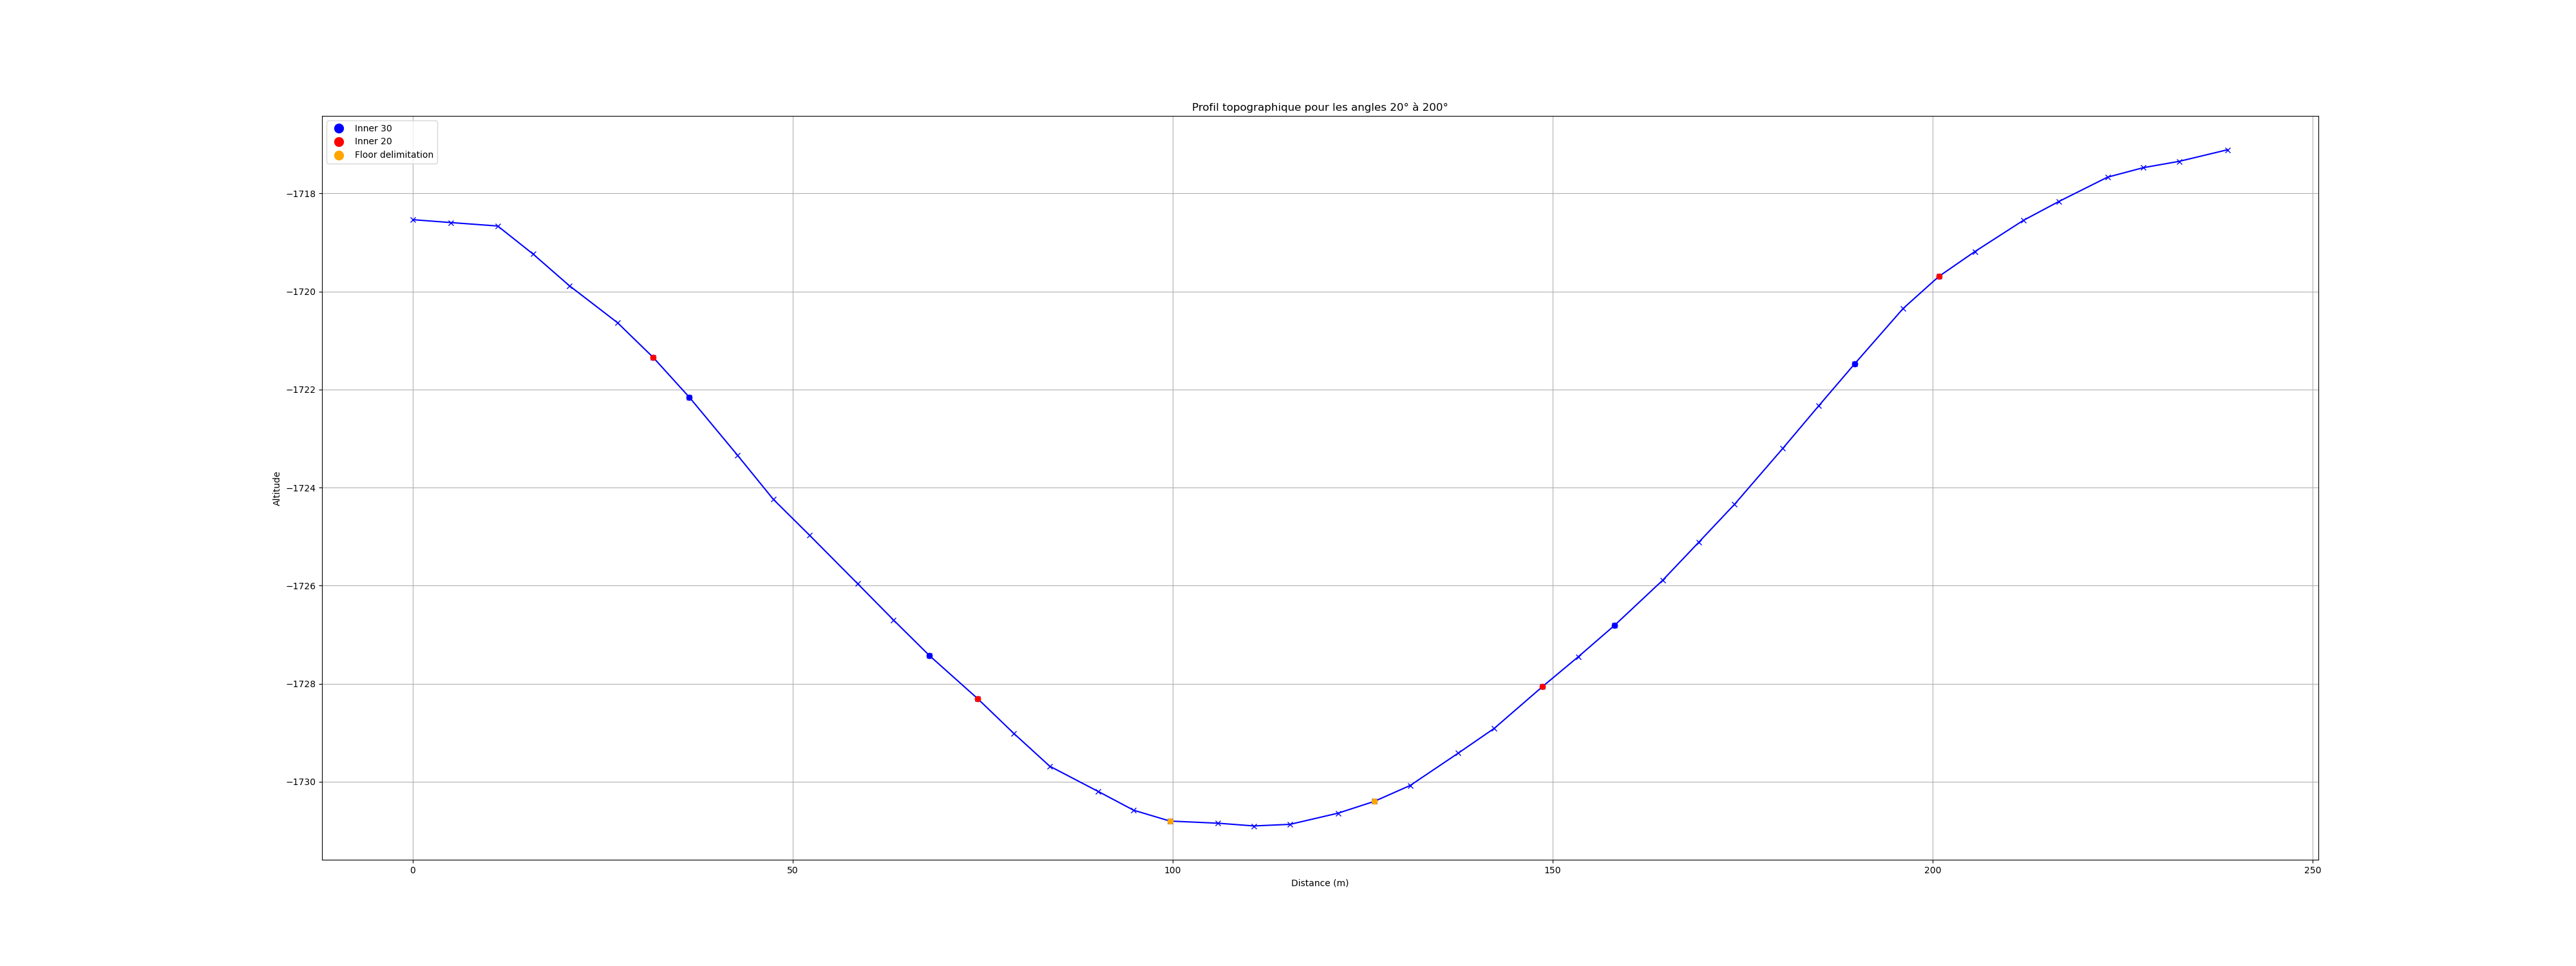 Profil topographique pour les angles 20° à 200°
Inner 30
Inner 20
Floor delimitation
−1718
−1720
−1722
−1724
−1726
−1728
−1730
Altitude
0
50
100
150
200
250
Distance (m)